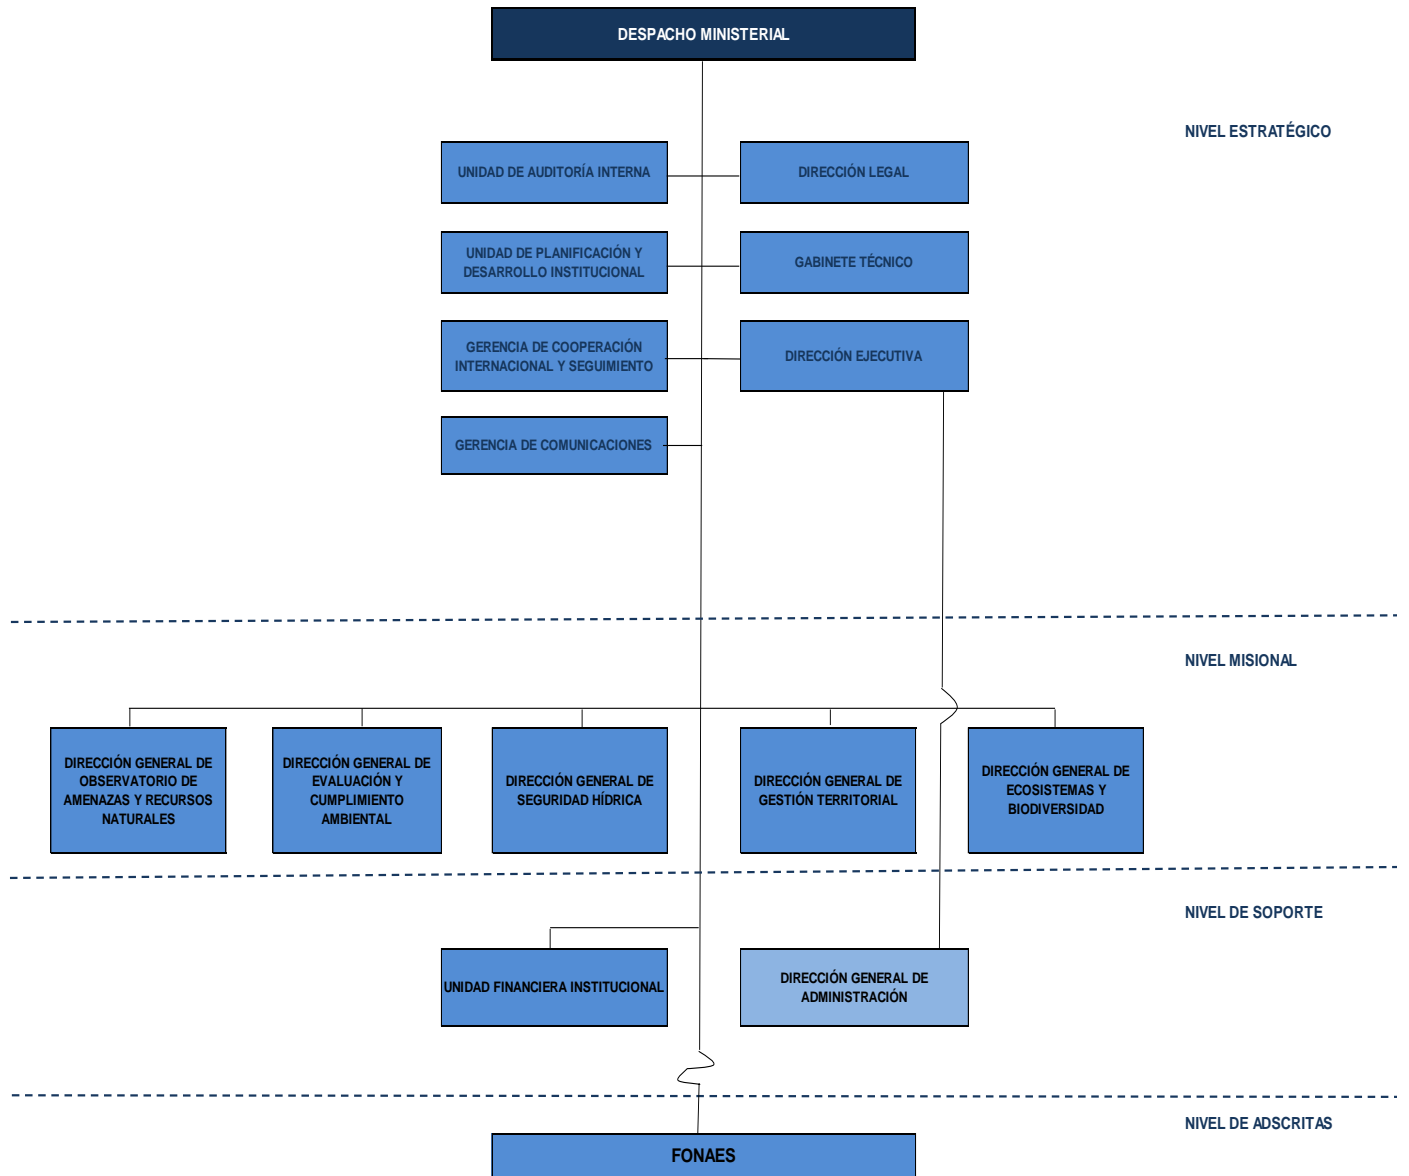 DESPACHO MINISTERIAL
NIVEL ESTRATÉGICO
UNIDAD DE AUDITORÍA INTERNA
DIRECCIÓN LEGAL
UNIDAD DE PLANIFICACIÓN Y
DESARROLLO INSTITUCIONAL
GABINETE TÉCNICO
GERENCIA DE COOPERACIÓN
INTERNACIONAL Y SEGUIMIENTO
DIRECCIÓN EJECUTIVA
GERENCIA DE COMUNICACIONES
NIVEL MISIONAL
DIRECCIÓN GENERAL DE
OBSERVATORIO DE
AMENAZAS Y RECURSOS
NATURALES
DIRECCIÓN GENERAL DE
EVALUACIÓN Y
CUMPLIMIENTO
AMBIENTAL
DIRECCIÓN GENERAL DE
SEGURIDAD HÍDRICA
DIRECCIÓN GENERAL DE
GESTIÓN TERRITORIAL
DIRECCIÓN GENERAL DE
ECOSISTEMAS Y
BIODIVERSIDAD
NIVEL DE SOPORTE
UNIDAD FINANCIERA INSTITUCIONAL
DIRECCIÓN GENERAL DE
ADMINISTRACIÓN
NIVEL DE ADSCRITAS
FONAES